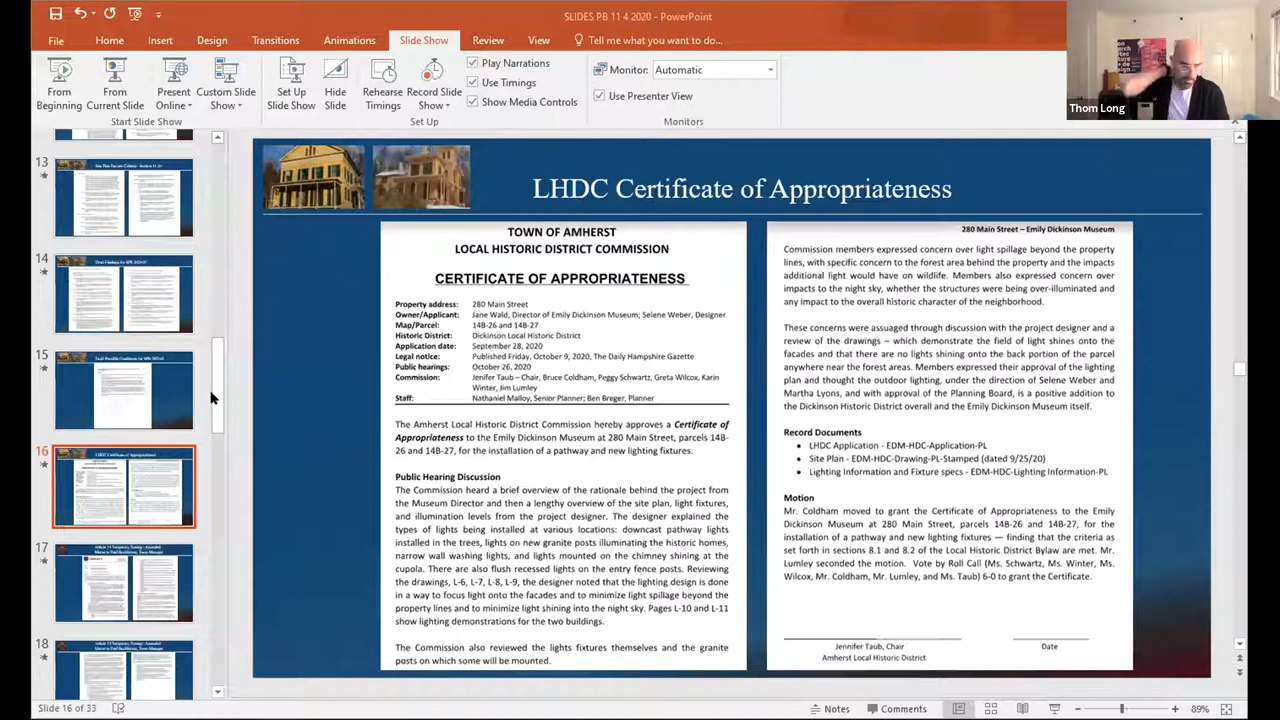 SLIDES PB 11 4 2020 - PowerPoint
File Home Insert Design Transitions Animations Slide Show Review View Tell me what you want to do...
From Beginning
From Current Slide
Present Online
Custom Slide Show
Start Slide Show
Set Up Slide Show
Hide Slide
Rehearse Timings
Record Slide Show
Play Narrations
Use Timings
Show Media Controls
Set Up
Monitor: Automatic
Use Presenter View
Monitors
Thom Long
13
14
15
16
17
18
HDC Certificate of Appropriateness
TOWN OF AMHERST
LOCAL HISTORIC DISTRICT COMMISSION
CERTIFICATE OF APPROPRIATENESS
Property address: 280 Main Street
Owner/Applicant: Jane Wald, Director of Emily Dickinson Museum; Selene Weber, Designer
Map/Parcel: 14B-26 and 14B-27
Historic District: Dickinson Local Historic District
Application date: September 28, 2020
Legal notice: Published Friday, October 9, 2020, The Daily Hampshire Gazette
Public hearings: October 26, 2020
Commission: Jenifer Taub – Chair, Bruce Coldham, Peggy Schwartz, Greta Wilcox, Karin
Winter, Jim Lumley
Staff: Nathaniel Malloy, Senior Planner; Ben Breger, Planner
The Amherst Local Historic District Commission hereby approves a Certificate of
Appropriateness to the Emily Dickinson Museum at 280 Main Street, parcels 14B-
26 and 14B-27, for the installation of a pathway and new lighting fixtures.
Public Hearing Discussion
The Commission heard a brief overview of the rationale behind the project from
the Museum Director and then a lengthy overview of the site plan, light fixtures,
and illumination levels from the project designer. The designer explained the
types of lights being installed at various locations: downcast pathway lights
installed in the trees, lights on new granite posts illuminating the historic homes,
narrow wall washing lights, and lights mounted on the chimney shining at the
cupola. There are also flush recessed lights on the entry fence posts. Reviewing
the drawings, L-6, L-7, L-8, L-9, the designer noted that the lighting design is done
in a way to focus light onto the facades and to minimize light spillage beyond the
property lines and to minimize light shining into the night sky. Pages L-10 and L-11
show lighting demonstrations for the two buildings.
The Commission also reviewed the lights fixtures themselves and the granite
posts on which some will be mounted.
280 Main Street – Emily Dickinson Museum
Commission members expressed concern over light spillage beyond the property
lines, with specific concern to the forest area behind the property and the impacts
additional light would have on wildlife. Members also expressed concern over
impacts to the night sky, whether the structures were being over-illuminated and
any impact to the overall historic character of the neighborhood.
These concerns were assuaged through discussion with the project designer and a
review of the drawings – which demonstrate the field of light shines onto the
facades and that there are no lights shining onto the back portion of the parcel
anywhere near the forest areas. Members expressed their approval of the lighting
plan and thought the outdoor lighting, under the direction of Selene Weber and
Martha Lyons, and with approval of the Planning Board, is a positive addition to
the Dickinson Historic District overall and the Emily Dickinson Museum itself.
Record Documents
• LHDC Application - EDM-HDC-Application-PL
• Site Plan - EDM-HDC-Drawing-PL-Stamped (dated 9/25/20)
• Lighting Information and Fixture specs - EDM-HDC-Lighting Information-PL
Motion
Mr. Coldham moved to grant the Certificate of Appropriateness to the Emily
Dickinson Museum at 280 Main Street, parcels 14B-26 and 14B-27, for the
installation of a pathway and new lighting fixtures — finding that the criteria as
set forth in sections 8.1 and 8.2 of the Local Historic District Bylaw are met. Mr.
Lumley seconded the motion. Vote by Roll Call (Ms. Schwartz, Ms. Winter, Ms.
Wilcox, Mr. Coldham, Mr. Lumley, and Ms. Taub) 6-0 to grant the Certificate.
Jennifer Taub, Chair Date
Amherst Local Historic District
Slide 16 of 33 Notes Comments 89%